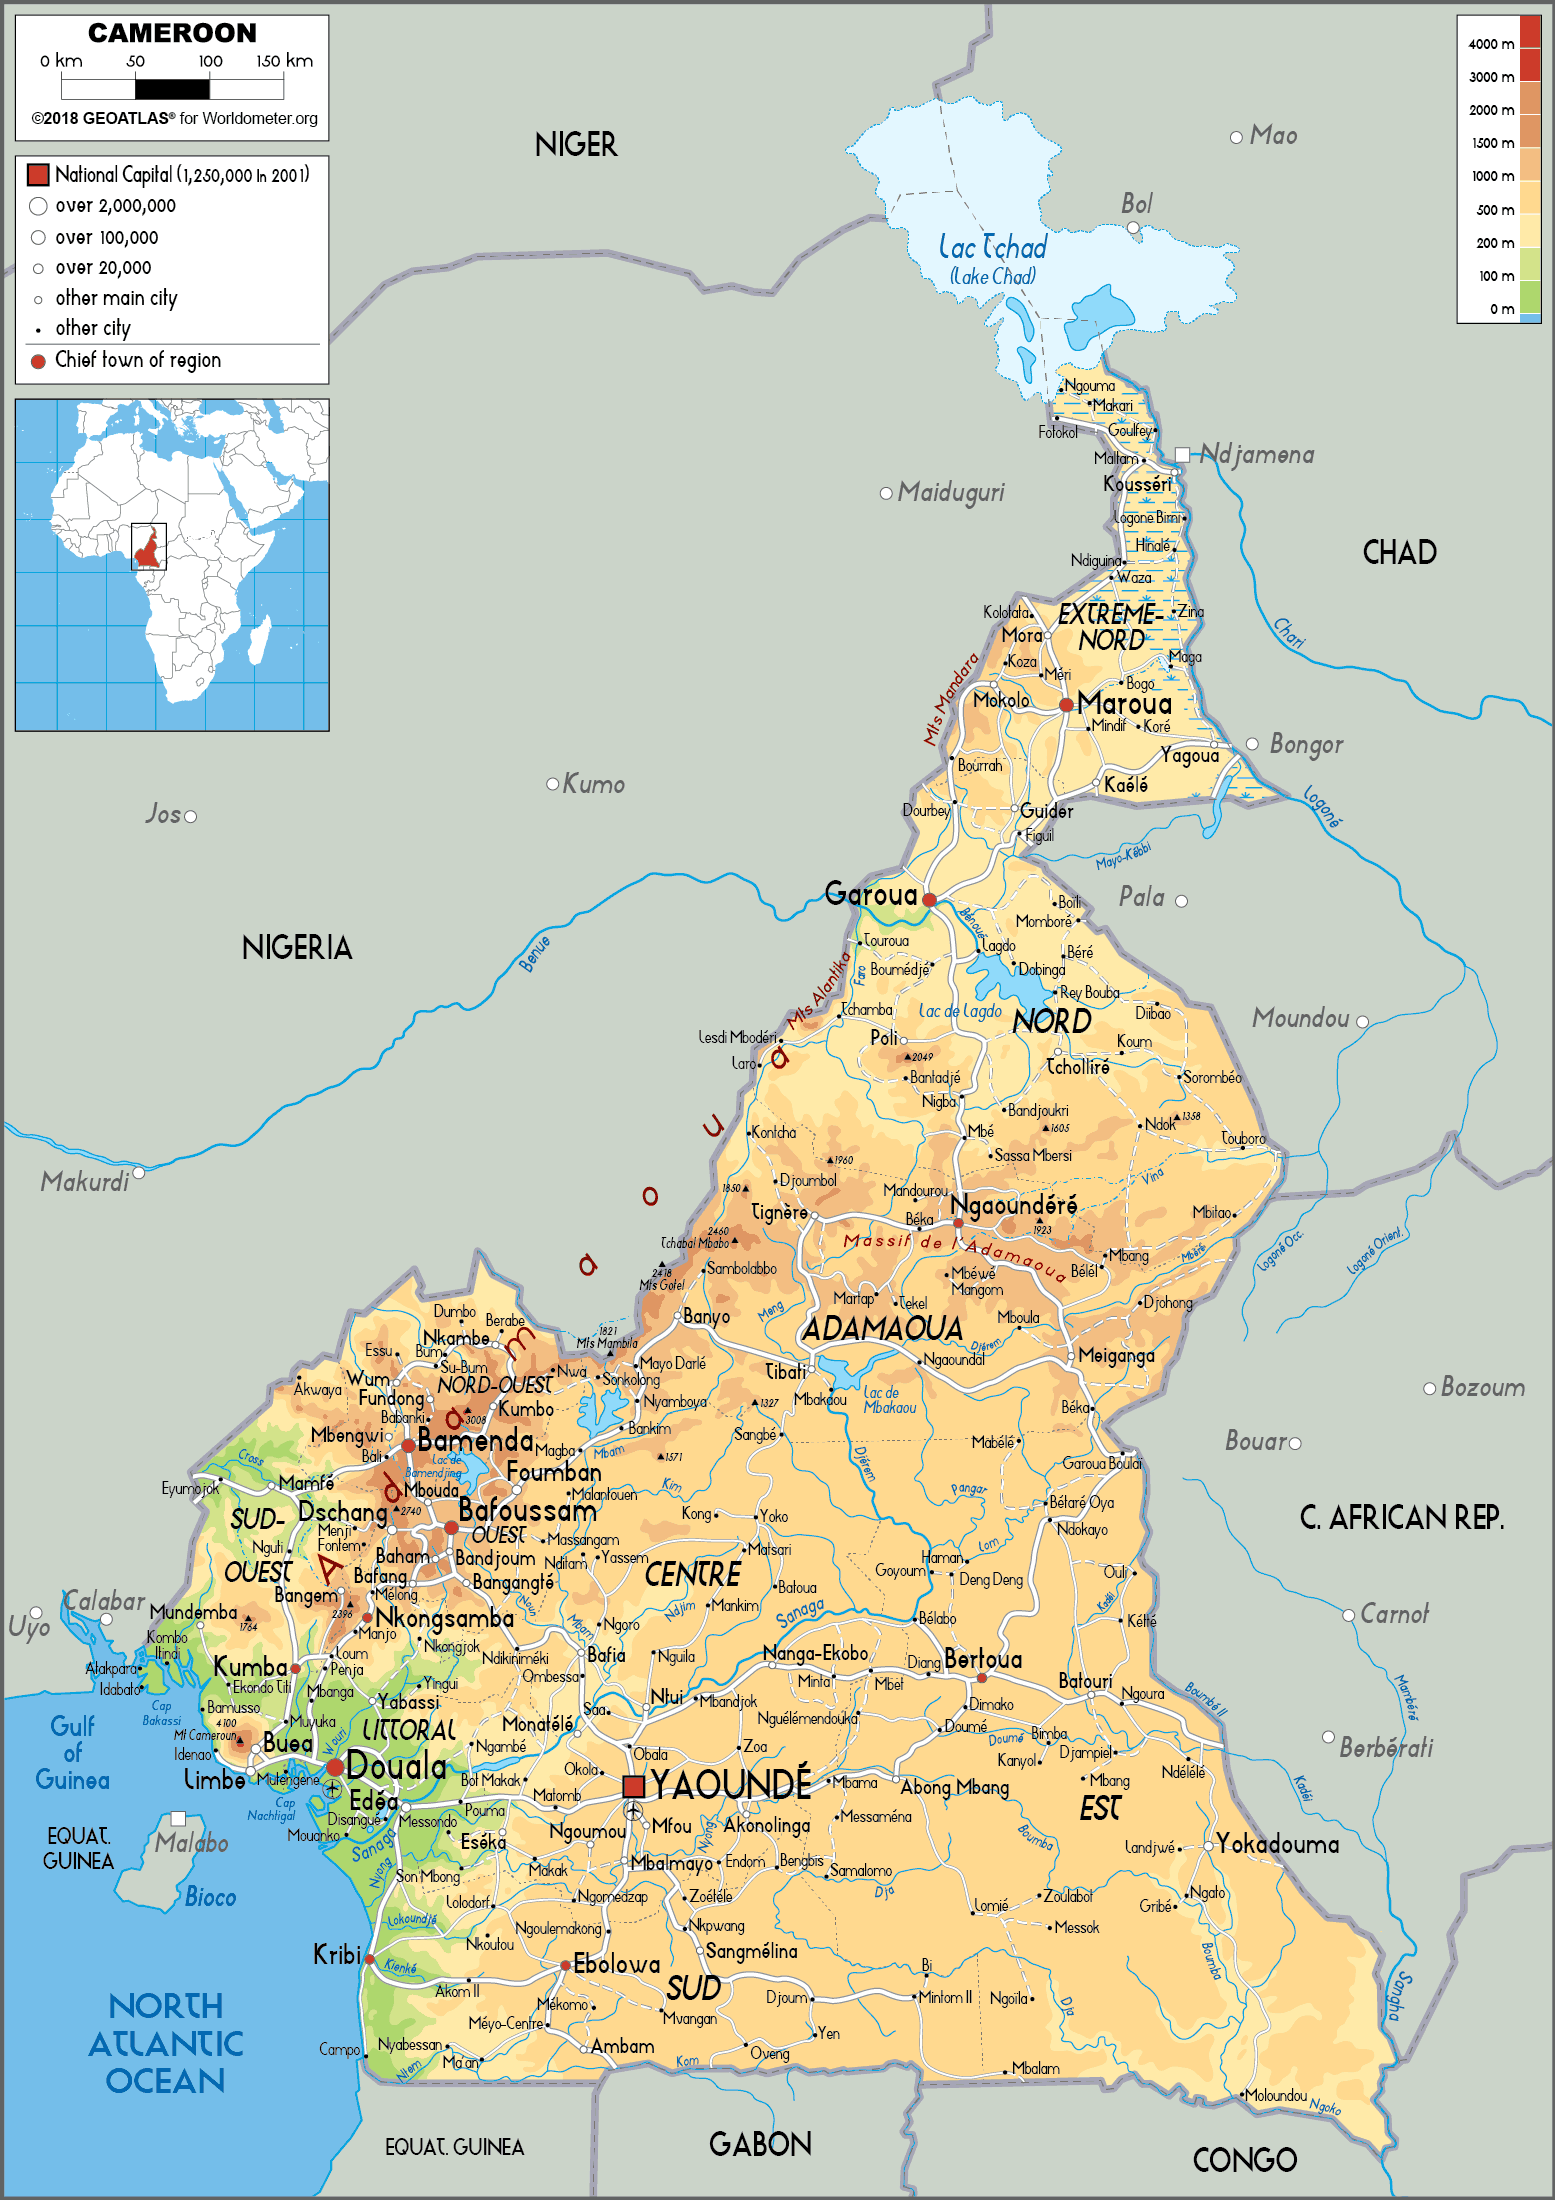 CAMEROON
0 km 50 100 150 km
©2018 GEOATLAS® for Worldometer.org
National Capital (1,250,000 In 2001)
over 2,000,000
over 100,000
over 20,000
other main city
other city
Chief town of region
4000 m
3000 m
2000 m
1500 m
1000 m
500 m
200 m
100 m
0 m
NIGER
Mao
Bol
Lac Tchad
(Lake Chad)
Ngouma
Makari
Fotokol
Goulfey
Maltam
Ndjamena
Kousséri
Maiduguri
Logone Birni
Hinalé
CHAD
Ndiguina
Waza
Kolofata
EXTREME-
NORD
Zina
Chari
Mora
Koza
Méri
Maga
Mts Mandara
Bogo
Mokolo
Maroua
Mindif
Koré
Bourrah
Yagoua
Bongor
Kumo
Kaélé
Jos
Dourbey
Guider
Logoné
Figuil
Mayo-Kébbi
Garoua
Boïli
Pala
Momboré
Bénoué
NIGERIA
Benue
Touroua
Lagdo
Béré
Boumédjé
Dobinga
Faro
Mts Alantika
Rey Bouba
Tchamba
Lac de Lagdo
NORD
Djibao
Moundou
Lesdi Mbodéri
Poli
Koum
Laro
2049
Tcholliré
Bantadjé
Sorombéo
Nigba
Bandjoukri
1358
Kontcha
Mbé
1605
Ndok
Touboro
Sassa Mbersi
1960
Makurdi
Djoumbol
Vina
1850
Mandourou
Ngaoundéré
Tignère
Béka
1923
Mbitao
2460
Tchabal Mbabo
Massif de l'Adamaoua
Mbang
Mbéré
Logoné Occ.
Logoné Orient.
2418
Mts Gotel
Sambolabbo
Bélél
Mbéwé
Mangom
Martap
Tekel
Djohong
Dumbo
Berabe
Banyo
Meng
ADAMAOUA
Mboula
Nkambe
1821
Mts Mambila
Djérem
Essu
Bum
Su-Bum
Nwa
Mayo Darlé
Tibati
Ngaoundal
Meiganga
Akwaya
Wum
NORD-OUEST
Sonkolong
Mbakaou
Lac de
Mbakaou
Bozoum
Fundong
Kumbo
Nyamboya
1327
Béka
Babanki
3008
Mbengwi
Bamenda
Bankim
Sangbé
Mabélé
Bouar
Bali
Magba
Mbam
Garoua Boulaï
Cross
Lac de
Bamendjing
1571
Djérem
Eyumojok
Mamfé
Foumban
Kim
Pangar
Mbouda
Malantouen
Bétaré Oya
SUD-
OUEST
Dschang
2740
Bafoussam
Kong
Yoko
Ndokayo
C. AFRICAN REP.
Menji
OUEST
Massangam
Lom
Fontem
Nguti
Baham
Bandjoum
Nditam
Yassem
Matsari
Haman
Goyoum
Deng Deng
Ouli
Bafang
Bangangté
CENTRE
Batoua
Bangem
Mélong
Noun
Ndjim
Mankim
Sanaga
Kadéi
Calabar
Uyo
Mundemba
1764
2396
Nkongsamba
Mbam
Ngoro
Bélabo
Kétté
Carnot
Kombo
Itindi
Manjo
Nkongjok
Ndikiniméki
Bafia
Nguila
Nanga-Ekobo
Bertoua
Atakpara
Kumba
Loum
Penja
Ombessa
Diang
Batouri
Idabato
Ekondo Titi
Mbanga
Yingui
Minta
Mbet
Boumbé II
Mambéré
Cap
Bakassi
Bamusso
Yabassi
Ntui
Mbandjok
Dimako
Ngoura
Gulf
of
Guinea
4100
Mt Cameroun
Muyuka
LITTORAL
Saa
Nguélémendouka
Monatélé
Doumé
Bimba
Doumé
Berbérati
Idenao
Buea
Wouri
Ngambé
Obala
Zoa
Kanyol
Djampiel
Limbe
Mutengene
Douala
Bot Makak
Okola
YAOUNDÉ
Mbama
Abong Mbang
Mbang
Ndélélé
Kadéi
Cap
Nachtigal
Edéa
Pouma
Matomb
EST
Disangué
Messondo
Mfou
Akonolinga
Messaména
Mouanko
Malabo
EQUAT.
GUINEA
Sanaga
Eséka
Ngoumou
Nyong
Boumba
Landjwé
Yokadouma
Nyong
Son Mbong
Makak
Mbalmayo
Endom
Bengbis
Samalomo
Bioco
Lolodorf
Ngomedzap
Zoétéle
Dja
Lomié
Zoulabot
Ngato
Gribé
Lokoundjé
Ngoulemakong
Nkpwang
Messok
Nkoutou
Kribi
Kienké
Ebolowa
Sangmélina
Boumba
Bi
SUD
Akom II
Djoum
Mintom II
Ngoïla
Dja
Sangha
NORTH
ATLANTIC
OCEAN
Mékomo
Mvangan
Méyo-Centre
Yen
Campo
Nyabessan
Ambam
Oveng
Ma'an
Ntem
Kom
Mbalam
Moloundou
Ngoko
EQUAT. GUINEA
GABON
CONGO
A d a m a o u a